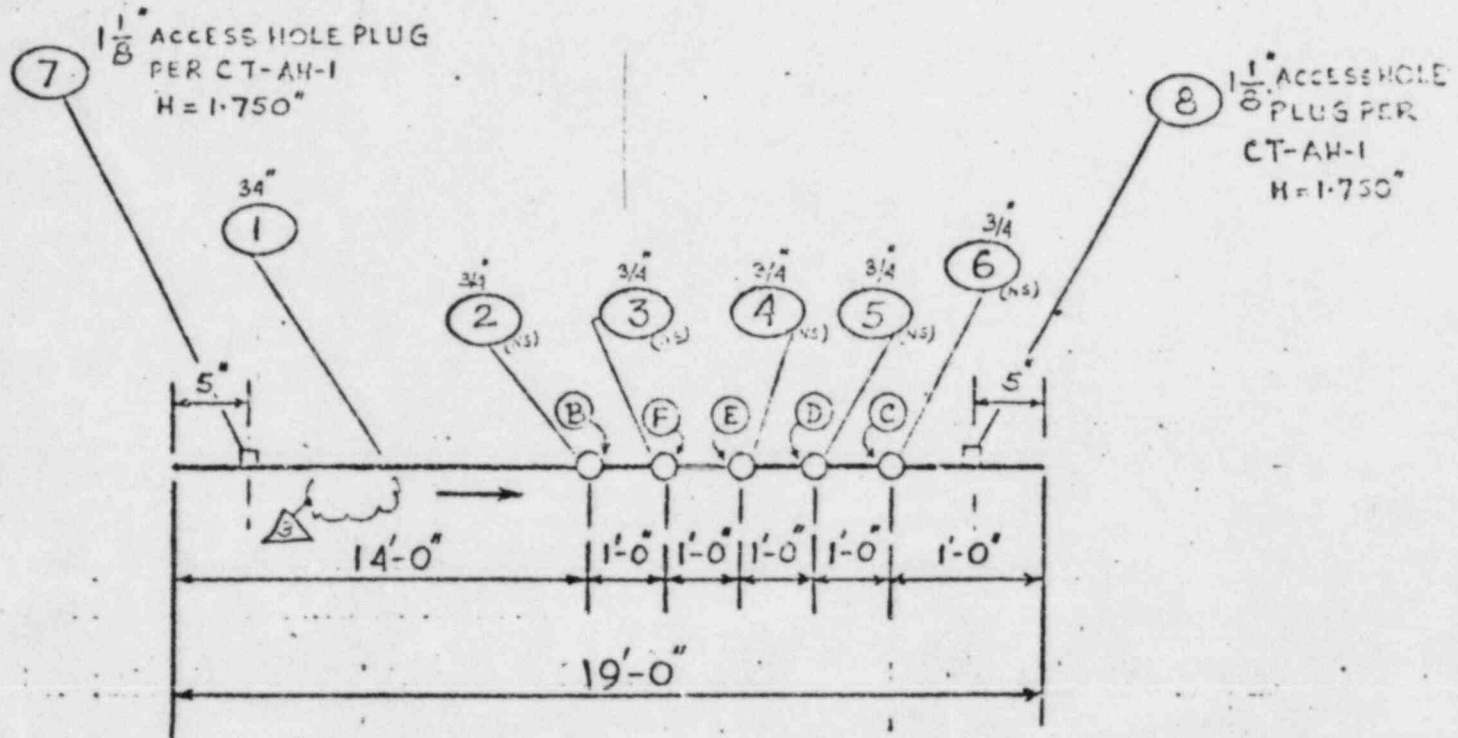 7
1 1/8" ACCESS HOLE PLUG
PER CT-AH-1
H = 1.750"
8
1 1/8" ACCESS HOLE
PLUG PER
CT-AH-1
H = 1.750"
34"
1
3/4"
2
(NS)
3/4"
3
(NS)
3/4"
4
(NS)
3/4"
5
(NS)
3/4"
6
(NS)
5"
5"
B
F
E
D
C
3
14'-0"
1'-0"
1'-0"
1'-0"
1'-0"
1'-0"
19'-0"